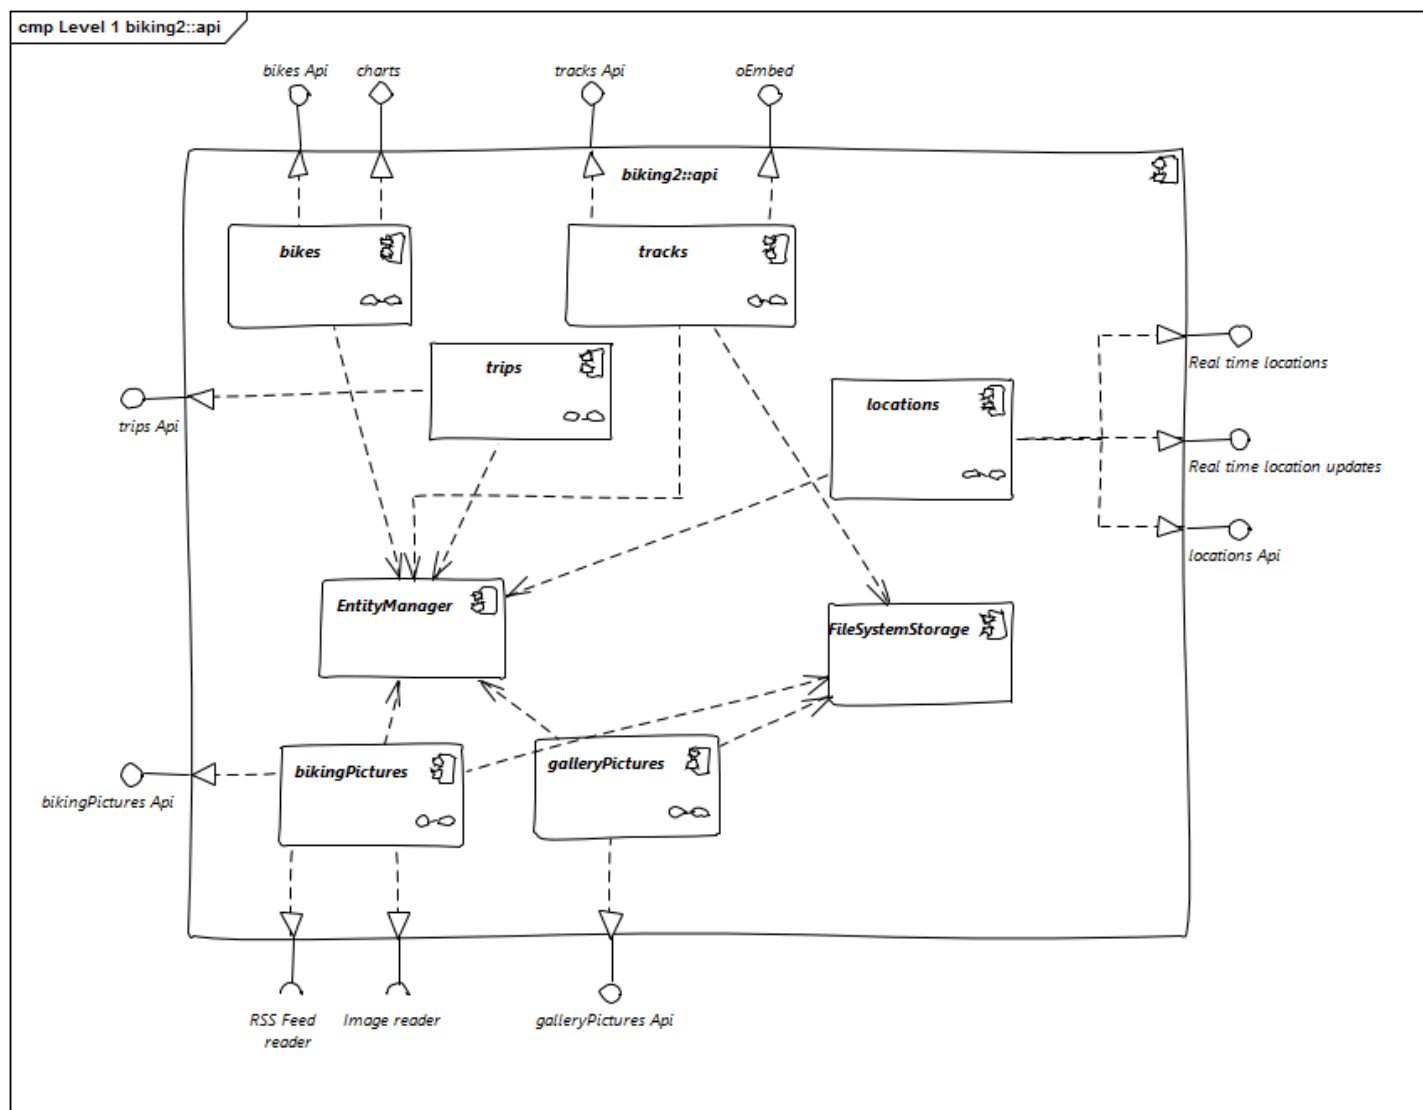 cmp Level 1 biking2::api
bikes Api
charts
tracks Api
oEmbed
biking2::api
bikes
tracks
trips
locations
Real time locations
trips Api
Real time location updates
locations Api
EntityManager
FileSystemStorage
bikingPictures
galleryPictures
bikingPictures Api
RSS Feed
reader
Image reader
galleryPictures Api